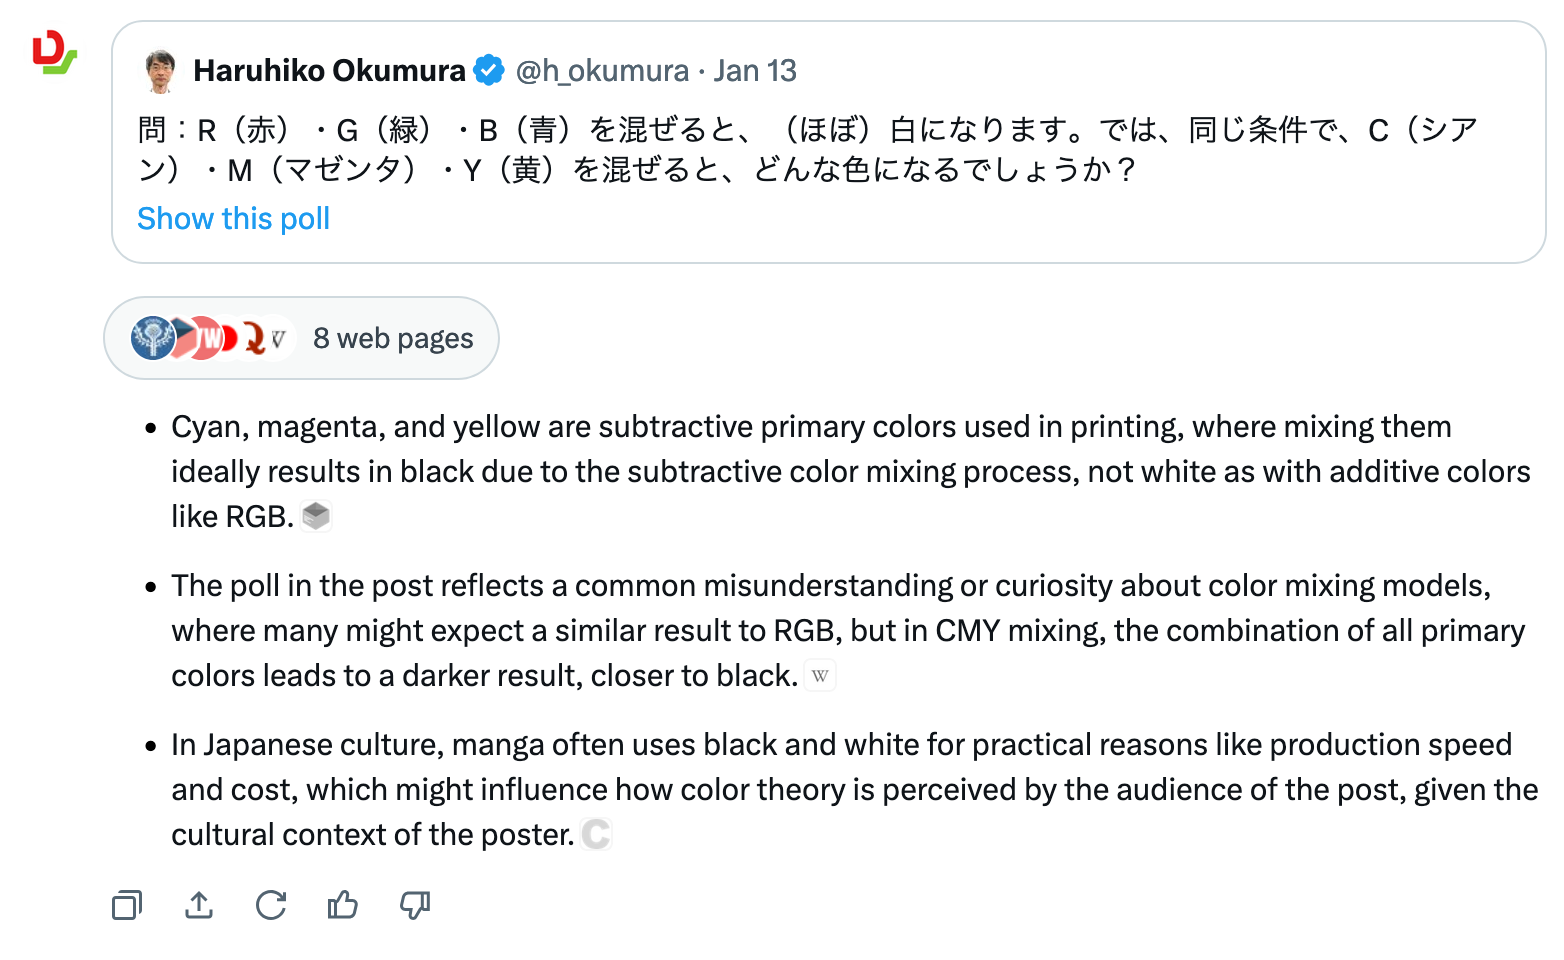 Haruhiko Okumura @h_okumura · Jan 13
問：R（赤）・G（緑）・B（青）を混ぜると、（ほぼ）白になります。では、同じ条件で、C（シア
ン）・M（マゼンタ）・Y（黄）を混ぜると、どんな色になるでしょうか？
Show this poll
8 web pages
• Cyan, magenta, and yellow are subtractive primary colors used in printing, where mixing them
ideally results in black due to the subtractive color mixing process, not white as with additive colors
like RGB.
• The poll in the post reflects a common misunderstanding or curiosity about color mixing models,
where many might expect a similar result to RGB, but in CMY mixing, the combination of all primary
colors leads to a darker result, closer to black.
• In Japanese culture, manga often uses black and white for practical reasons like production speed
and cost, which might influence how color theory is perceived by the audience of the post, given the
cultural context of the poster.